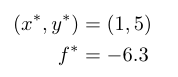 (x*, y*) = (1, 5)
f* = −6.3